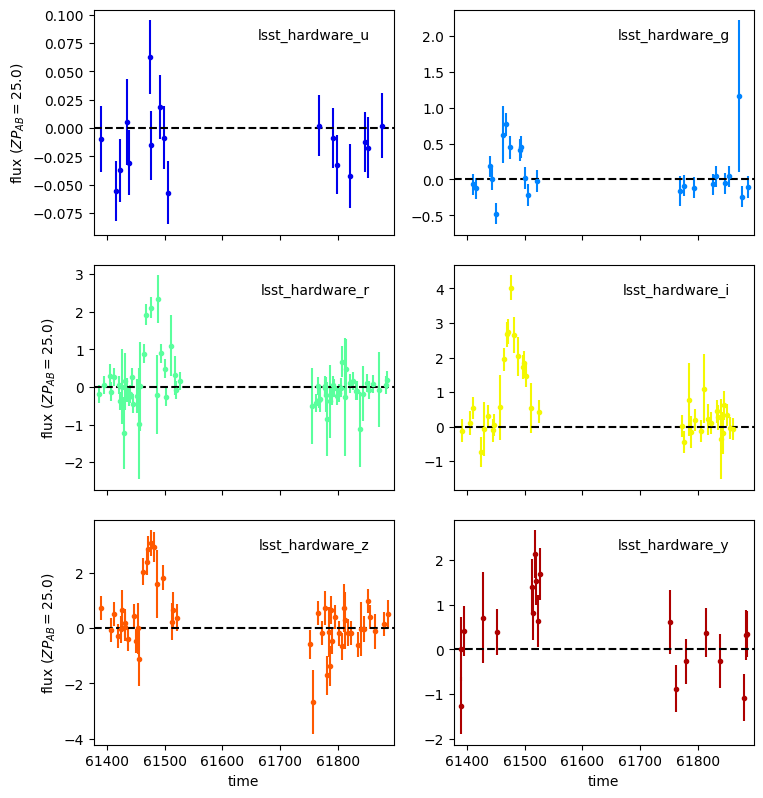 lsst_hardware_u
flux (ZP_AB = 25.0)
0.100
0.075
0.050
0.025
0.000
−0.025
−0.050
−0.075
lsst_hardware_g
2.0
1.5
1.0
0.5
0.0
−0.5
lsst_hardware_r
flux (ZP_AB = 25.0)
3
2
1
0
−1
−2
lsst_hardware_i
4
3
2
1
0
−1
lsst_hardware_z
flux (ZP_AB = 25.0)
2
0
−2
−4
61400 61500 61600 61700 61800
time
lsst_hardware_y
2
1
0
−1
−2
61400 61500 61600 61700 61800
time